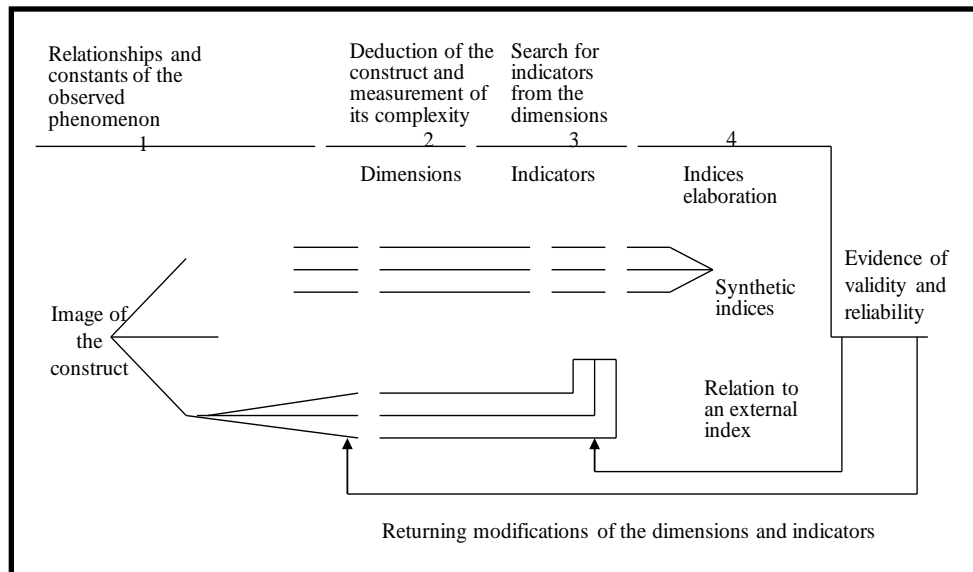 Relationships and
constants of the
observed
phenomenon
1
Deduction of the
construct and
measurement of
its complexity
2
Search for
indicators
from the
dimensions
3
4
Dimensions
Indicators
Indices
elaboration
Evidence of
validity and
reliability
Synthetic
indices
Image of
the
construct
Relation to
an external
index
Returning modifications of the dimensions and indicators